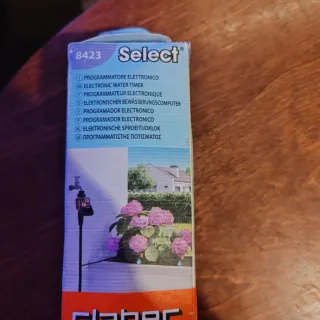 8423 Select®
PROGRAMMATORE ELETTRONICO
ELECTRONIC WATER TIMER
PROGRAMMATEUR ELECTRONIQUE
ELEKTRONISCHER BEWÄSSERUNGSCOMPUTER
PROGRAMADOR ELECTRONICO
PROGRAMADOR ELECTRONICO
ELEKTRONISCHE SPROEITIJDKLOK
ΠΡΟΓΡΑΜΜΑΤΙΣΤΗΣ ΠΟΤΙΣΜΑΤΟΣ
claber